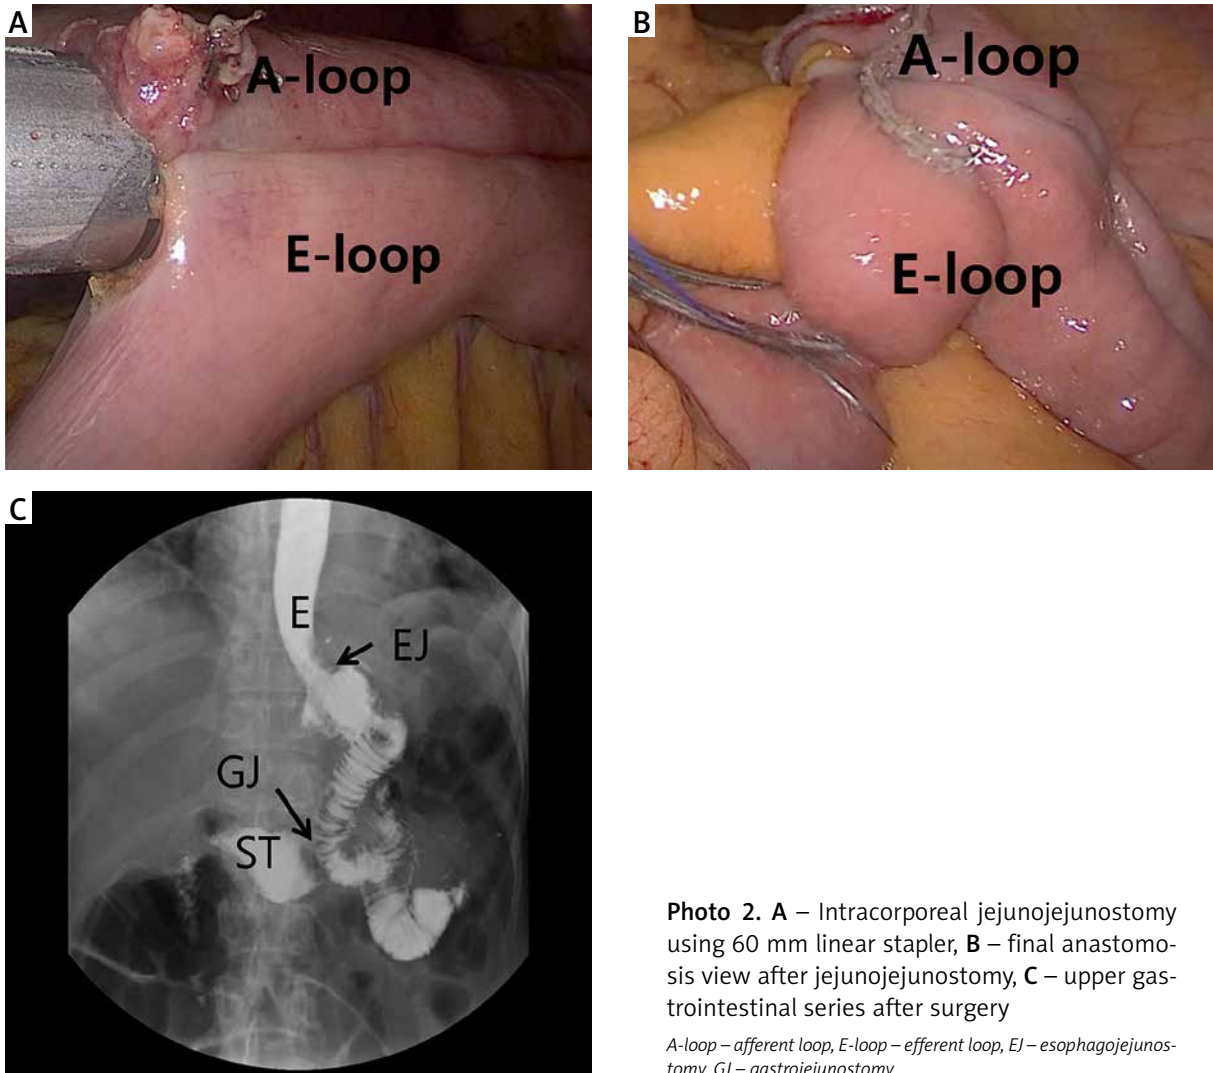 A
A-loop
E-loop
B
A-loop
E-loop
C
E
EJ
GJ
ST
Photo 2. A – Intracorporeal jejunojejunostomy
using 60 mm linear stapler, B – final anastomo-
sis view after jejunojejunostomy, C – upper gas-
trointestinal series after surgery
A-loop – afferent loop, E-loop – efferent loop, EJ – esophagojejunos-
tomy, GJ – gastrojejunostomy